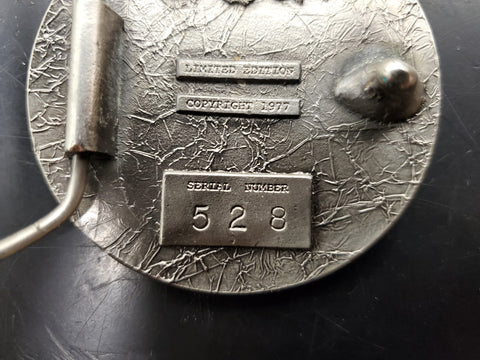 LIMITED EDITION
COPYRIGHT 1977
SERIAL NUMBER
528